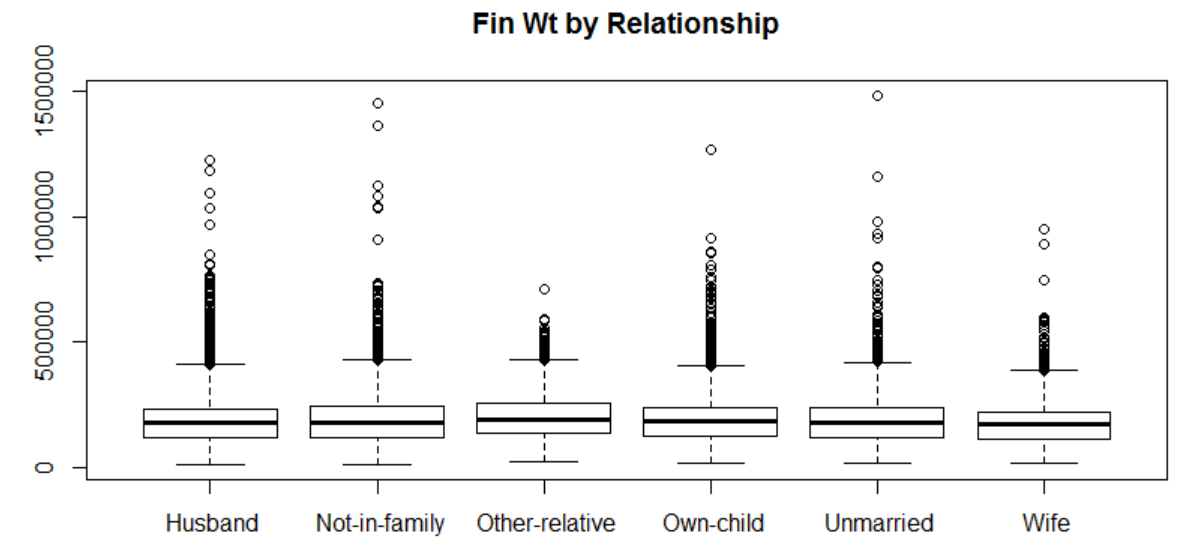 Fin Wt by Relationship
1500000
1000000
500000
0
Husband Not-in-family Other-relative Own-child Unmarried Wife